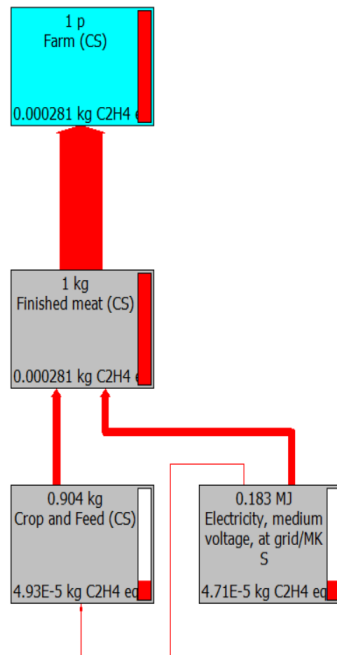 1 p
Farm (CS)
0.000281 kg C2H4 e
1 kg
Finished meat (CS)
0.000281 kg C2H4 e
0.904 kg
Crop and Feed (CS)
4.93E-5 kg C2H4 eq
0.183 MJ
Electricity, medium
voltage, at grid/MK
S
4.71E-5 kg C2H4 eq